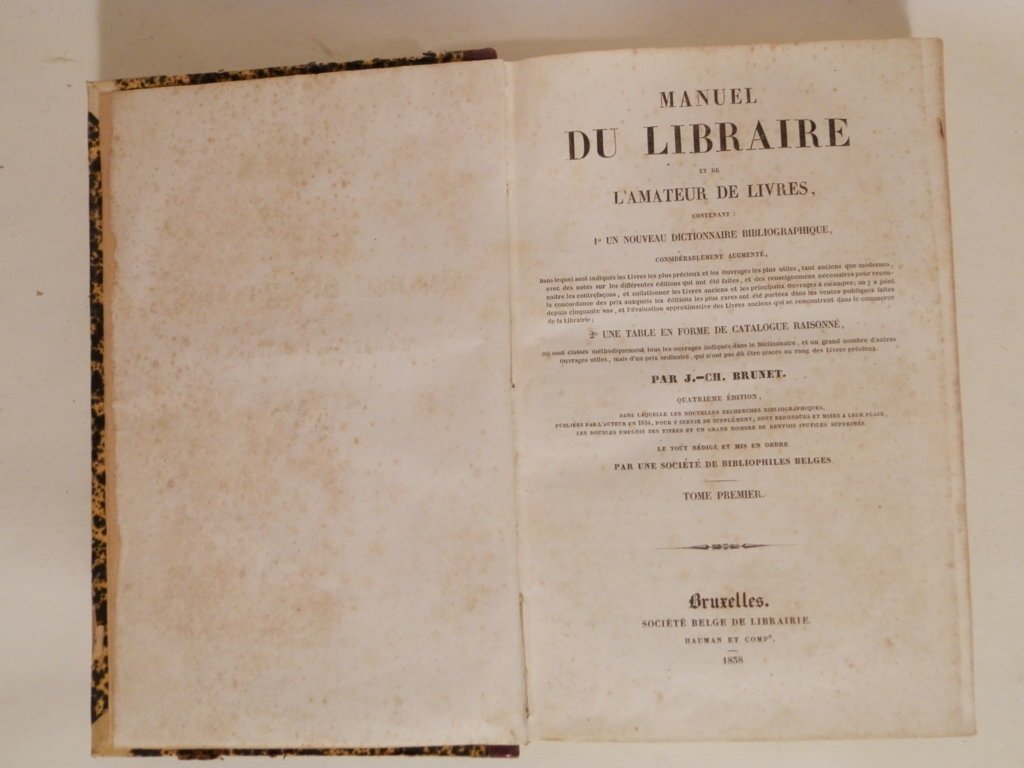 MANUEL
DU LIBRAIRE
ET DE
L'AMATEUR DE LIVRES,
CONTENANT :
1º UN NOUVEAU DICTIONNAIRE BIBLIOGRAPHIQUE,
CONSIDÉRABLEMENT AUGMENTÉ,
Dans lequel sont indiqués les Livres les plus précieux et les Ouvrages les plus utiles, tant anciens que modernes,
avec des notes sur les différentes éditions qui ont été faites, et des renseignemens nécessaires pour recon-
naître les contrefaçons, et collationner les Livres anciens et les principaux Ouvrages à estampes; on y a joint
la concordance des prix auxquels les éditions les plus rares ont été portées dans les ventes publiques faites
depuis cinquante ans, et l'évaluation approximative des Livres anciens qui se rencontrent dans le commerce
de la Librairie;
2º UNE TABLE EN FORME DE CATALOGUE RAISONNÉ,
Où sont classés méthodiquement tous les ouvrages indiqués dans le Dictionnaire, et un grand nombre d'autres
Ouvrages utiles, mais d'un prix ordinaire, qui n'ont pas dû être placés au rang des Livres précieux.
PAR J.-CH. BRUNET.
QUATRIÈME ÉDITION,
DANS LAQUELLE LES NOUVELLES RECHERCHES BIBLIOGRAPHIQUES,
PUBLIÉES PAR L'AUTEUR EN 1834, POUR Y SERVIR DE SUPPLÉMENT, SONT REFONDUES ET MISES A LEUR PLACE,
LES DOUBLES EMPLOIS DES TITRES ET UN GRAND NOMBRE DE RENVOIS INUTILES SUPPRIMÉS.
LE TOUT RÉDIGÉ ET MIS EN ORDRE
PAR UNE SOCIÉTÉ DE BIBLIOPHILES BELGES.
TOME PREMIER.
Bruxelles.
SOCIÉTÉ BELGE DE LIBRAIRIE.
HAUMAN ET COMPe.
1838